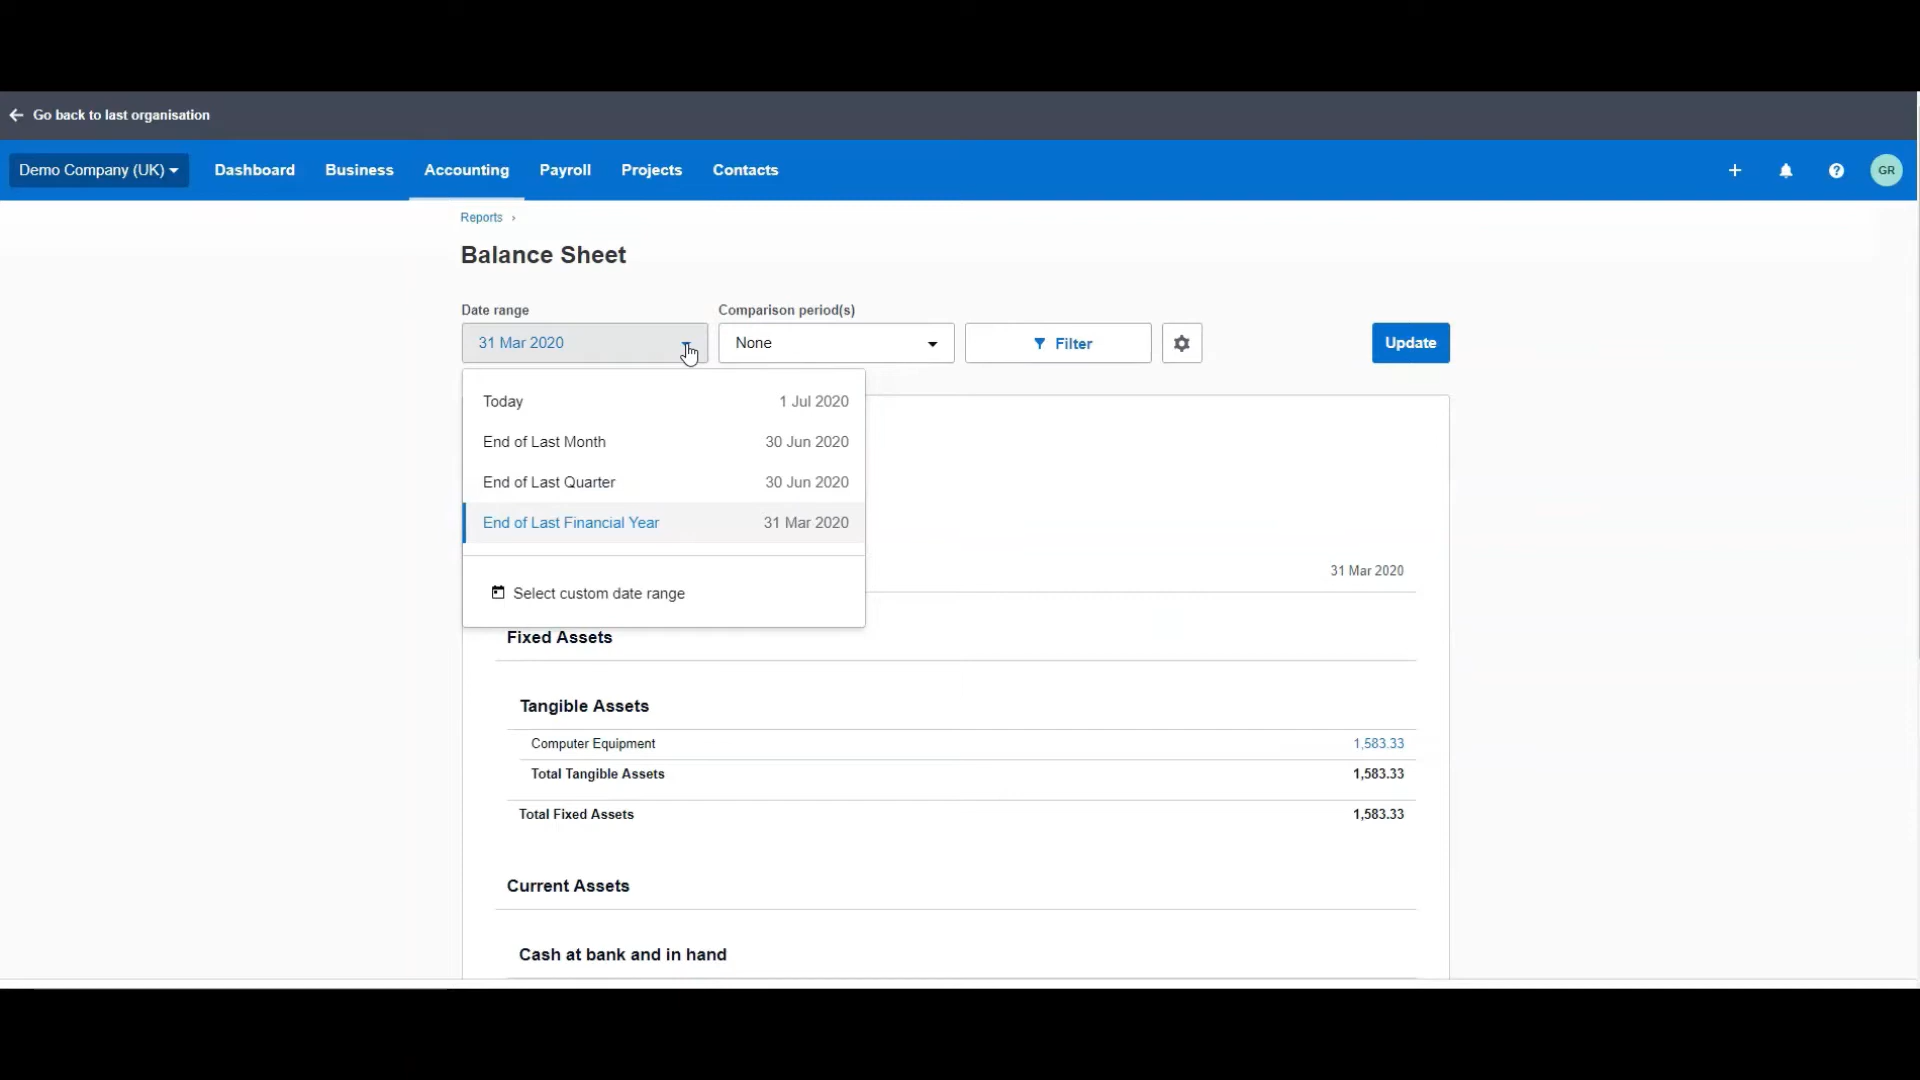 Go back to last organisation
Demo Company (UK) Dashboard Business Accounting Payroll Projects Contacts GR
Reports
Balance Sheet
Date range Comparison period(s)
31 Mar 2020 None Filter Update
Today 1 Jul 2020
End of Last Month 30 Jun 2020
End of Last Quarter 30 Jun 2020
End of Last Financial Year 31 Mar 2020
31 Mar 2020
Select custom date range
Fixed Assets
Tangible Assets
Computer Equipment 1,583.33
Total Tangible Assets 1,583.33
Total Fixed Assets 1,583.33
Current Assets
Cash at bank and in hand